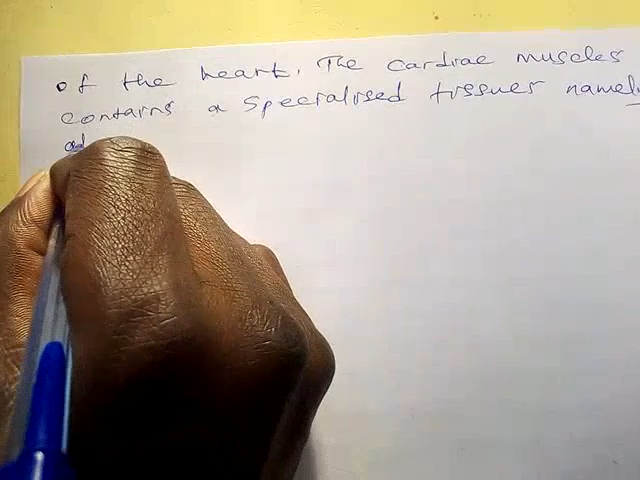 of the heart. The cardiac muscles
contains a specialised tissues namely